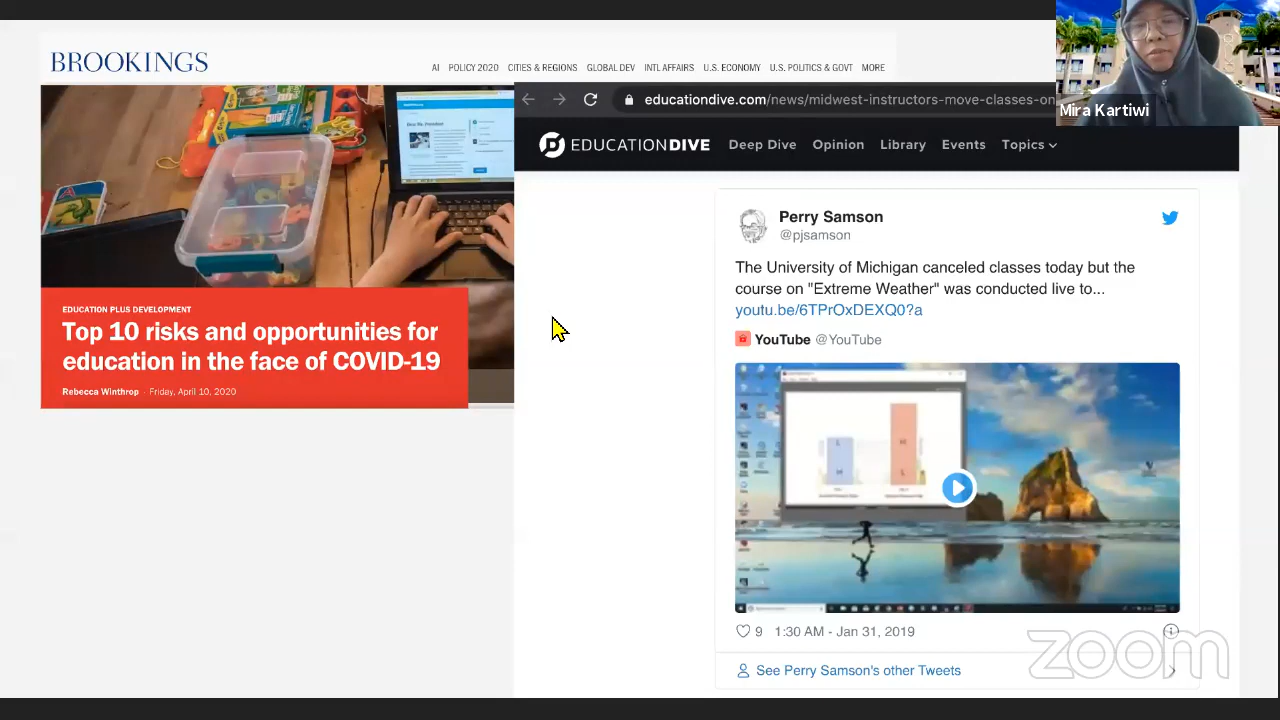 BROOKINGS
AI POLICY 2020 CITIES & REGIONS GLOBAL DEV INTL AFFAIRS U.S. ECONOMY U.S. POLITICS & GOVT MORE
EDUCATION PLUS DEVELOPMENT
Top 10 risks and opportunities for
education in the face of COVID-19
Rebecca Winthrop · Friday, April 10, 2020
educationdive.com/news/midwest-instructors-move-classes-on
EDUCATIONDIVE Deep Dive Opinion Library Events Topics
Perry Samson
@pjsamson
The University of Michigan canceled classes today but the
course on "Extreme Weather" was conducted live to...
youtu.be/6TPrOxDEXQ0?a
YouTube @YouTube
L
H
H
L
9 1:30 AM - Jan 31, 2019
See Perry Samson's other Tweets
Mira Kartiwi
zoom